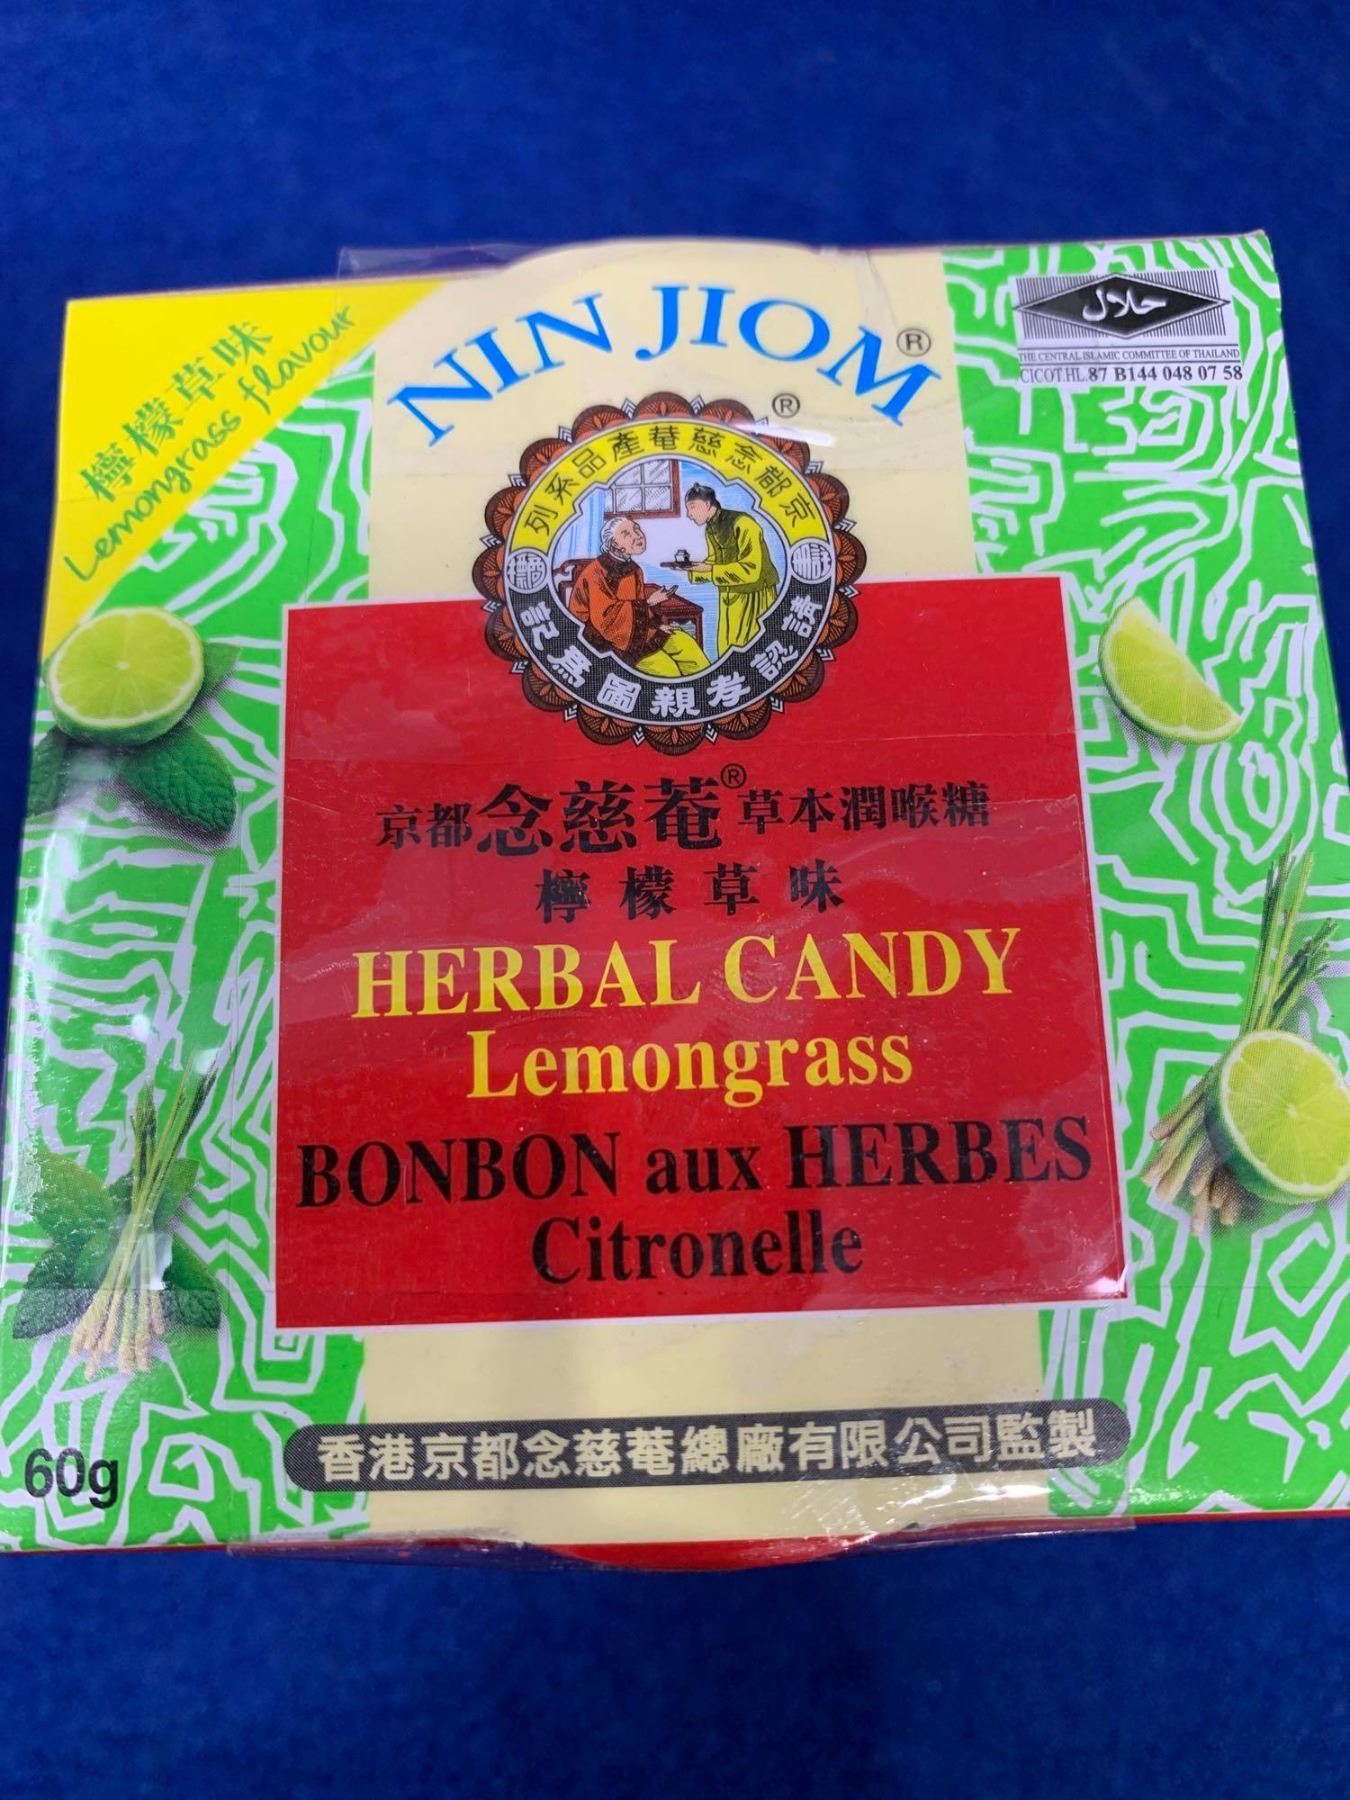 檸檬草味
Lemongrass flavour
NIN JIOM®
®
京都念慈菴產品系列
請認孝親圖為記
حلال
THE CENTRAL ISLAMIC COMMITTEE OF THAILAND
CICOT.HL.87 B144 048 07 58
京都念慈菴®草本潤喉糖
檸檬草味
HERBAL CANDY
Lemongrass
BONBON aux HERBES
Citronelle
香港京都念慈菴總廠有限公司監製
60g